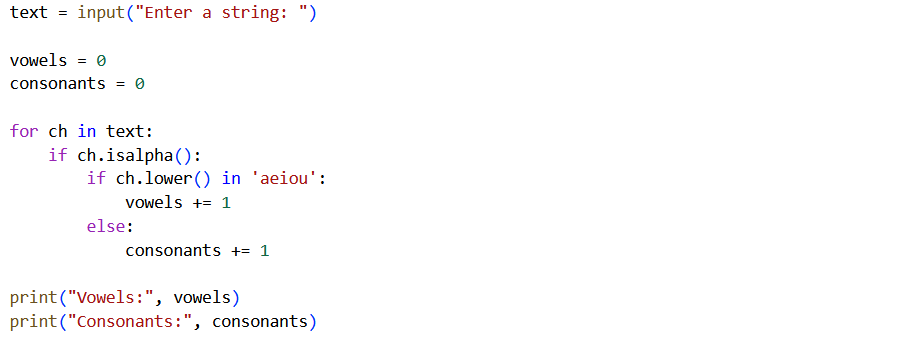 text = input("Enter a string: ")

vowels = 0
consonants = 0

for ch in text:
    if ch.isalpha():
        if ch.lower() in 'aeiou':
            vowels += 1
        else:
            consonants += 1

print("Vowels:", vowels)
print("Consonants:", consonants)